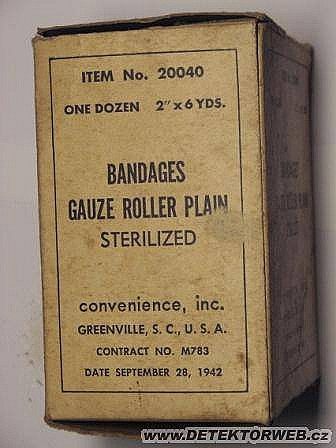 ITEM No. 20040
ONE DOZEN 2" x 6 YDS.
BANDAGES
GAUZE ROLLER PLAIN
STERILIZED
convenience, inc.
GREENVILLE, S. C., U. S. A.
CONTRACT NO. M783
DATE SEPTEMBER 28, 1942
www.DETEKTORWEB.cz